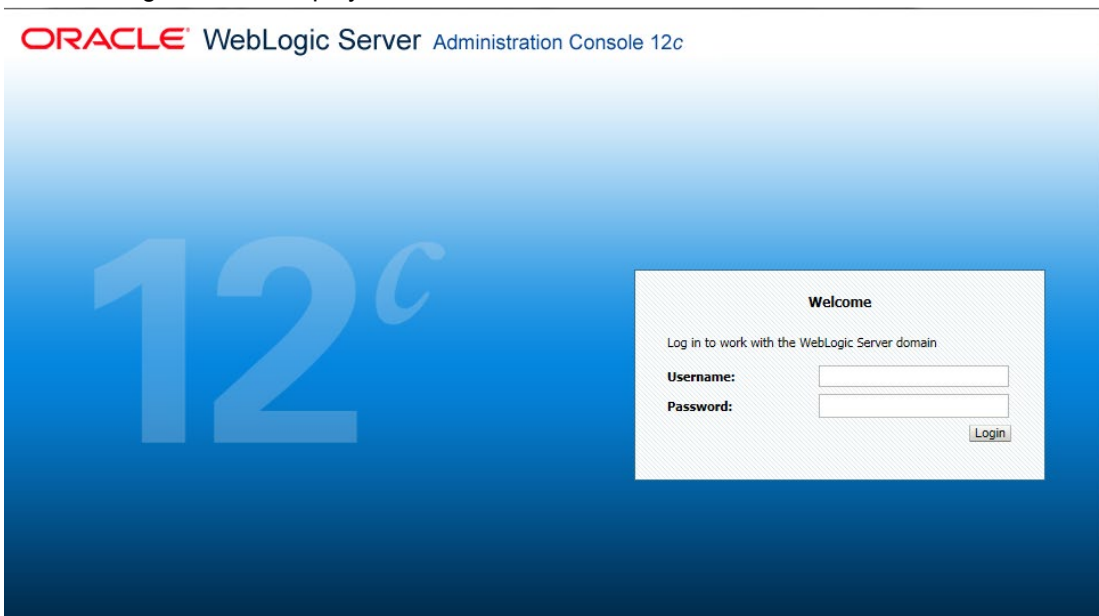 ORACLE® WebLogic Server Administration Console 12c
12c
Welcome
Log in to work with the WebLogic Server domain
Username:
Password:
Login